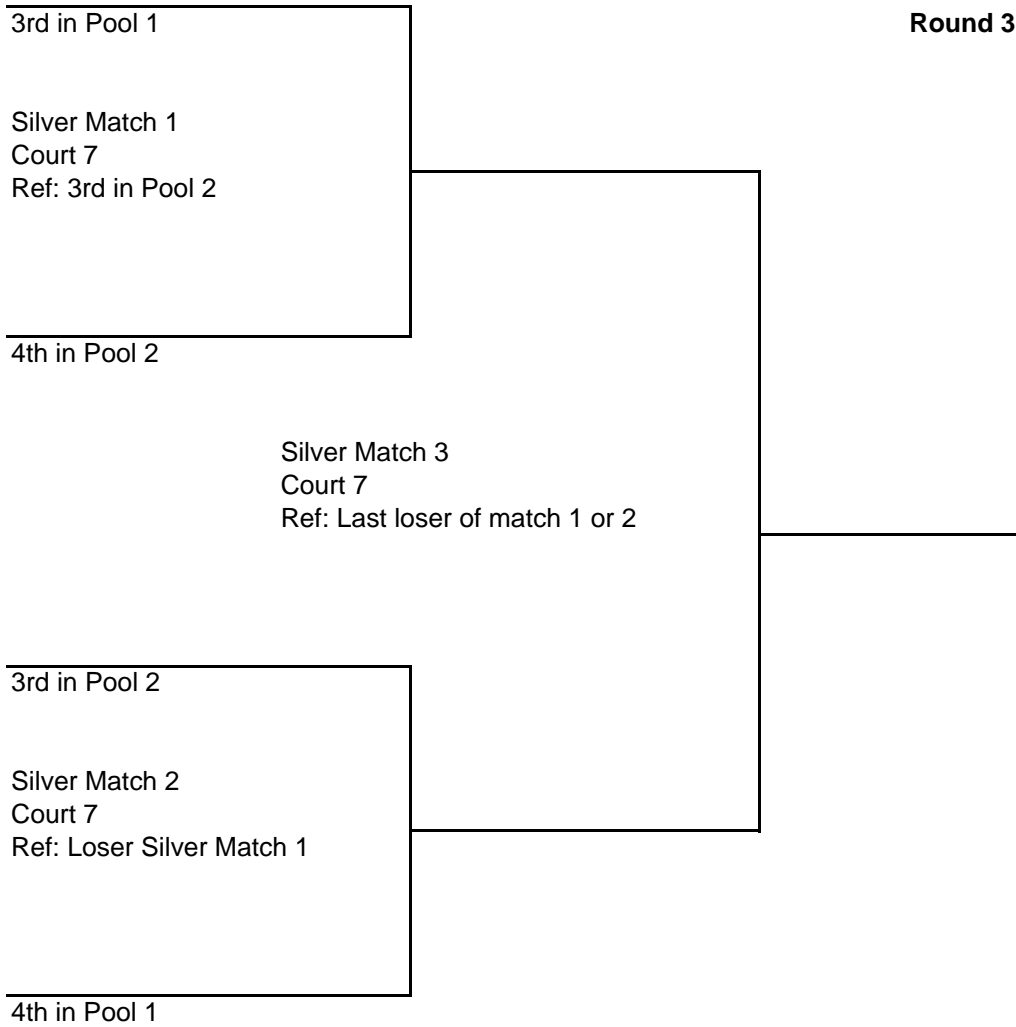 3rd in Pool 1
Round 3
Silver Match 1
Court 7
Ref: 3rd in Pool 2
4th in Pool 2
Silver Match 3
Court 7
Ref: Last loser of match 1 or 2
3rd in Pool 2
Silver Match 2
Court 7
Ref: Loser Silver Match 1
4th in Pool 1